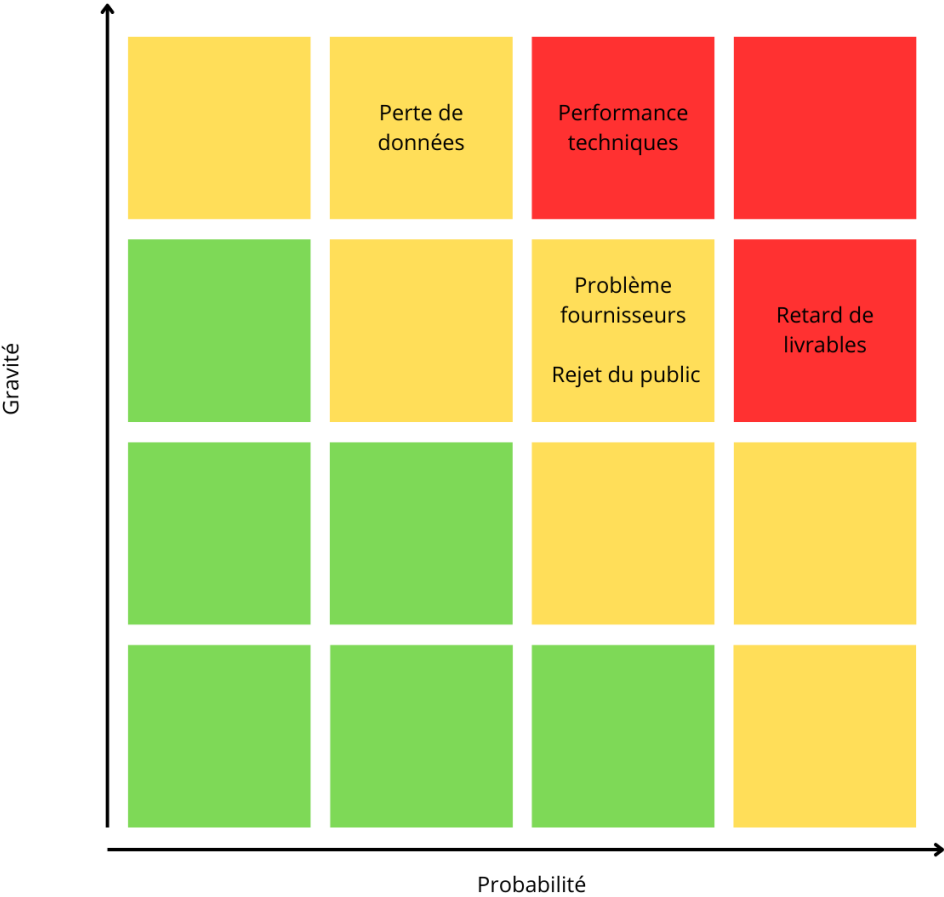 Perte de
données
Performance
techniques
Problème
fournisseurs
Rejet du public
Retard de
livrables
Gravité
Probabilité